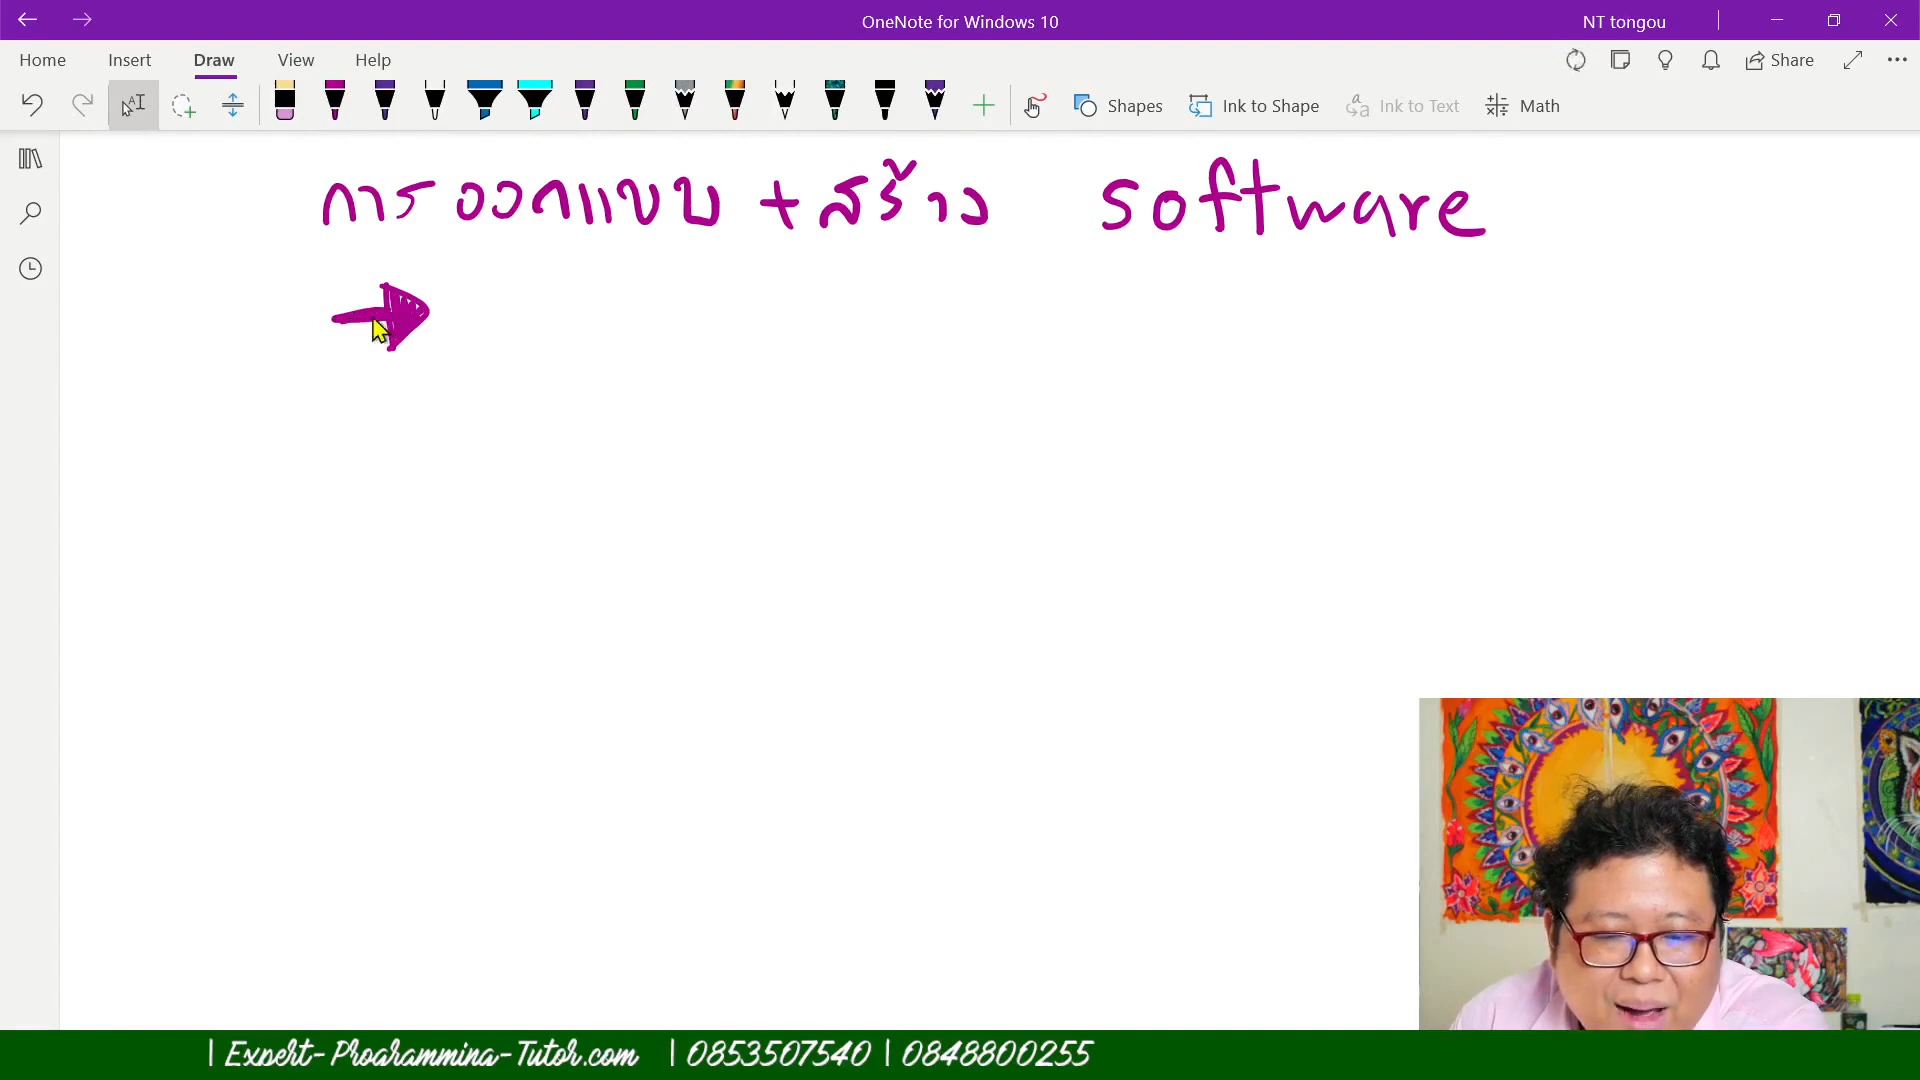 OneNote for Windows 10
NT tongou
Home Insert Draw View Help
Share
Shapes Ink to Shape Ink to Text Math
การออกแบบ + สร้าง software
| Expert-Programming-Tutor.com | 0853507540 | 0848800255